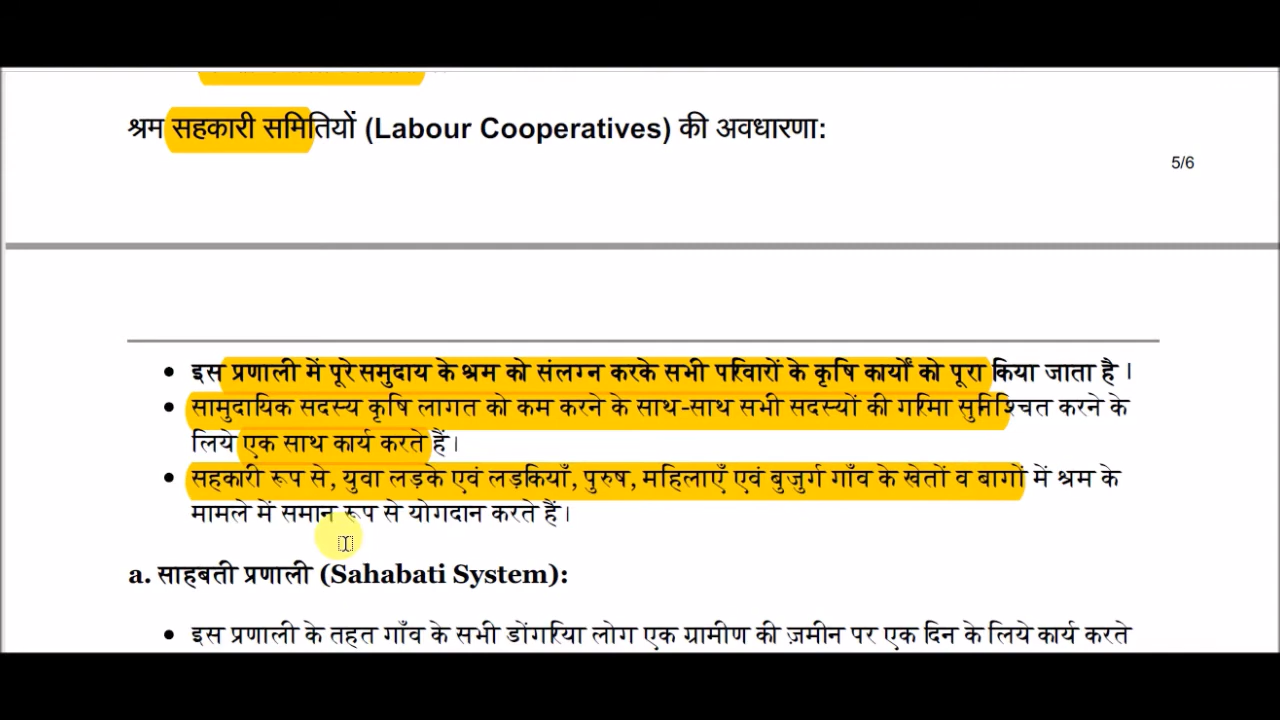 श्रम सहकारी समितियों (Labour Cooperatives) की अवधारणा:
5/6
• इस प्रणाली में पूरे समुदाय के श्रम को संलग्न करके सभी परिवारों के कृषि कार्यों को पूरा किया जाता है।
• सामुदायिक सदस्य कृषि लागत को कम करने के साथ-साथ सभी सदस्यों की गरिमा सुनिश्चित करने के
लिये एक साथ कार्य करते हैं।
• सहकारी रूप से, युवा लड़के एवं लड़कियाँ, पुरुष, महिलाएँ एवं बुजुर्ग गाँव के खेतों व बागों में श्रम के
मामले में समान रूप से योगदान करते हैं।
a. साहबती प्रणाली (Sahabati System):
• इस प्रणाली के तहत गाँव के सभी डोंगरिया लोग एक ग्रामीण की ज़मीन पर एक दिन के लिये कार्य करते